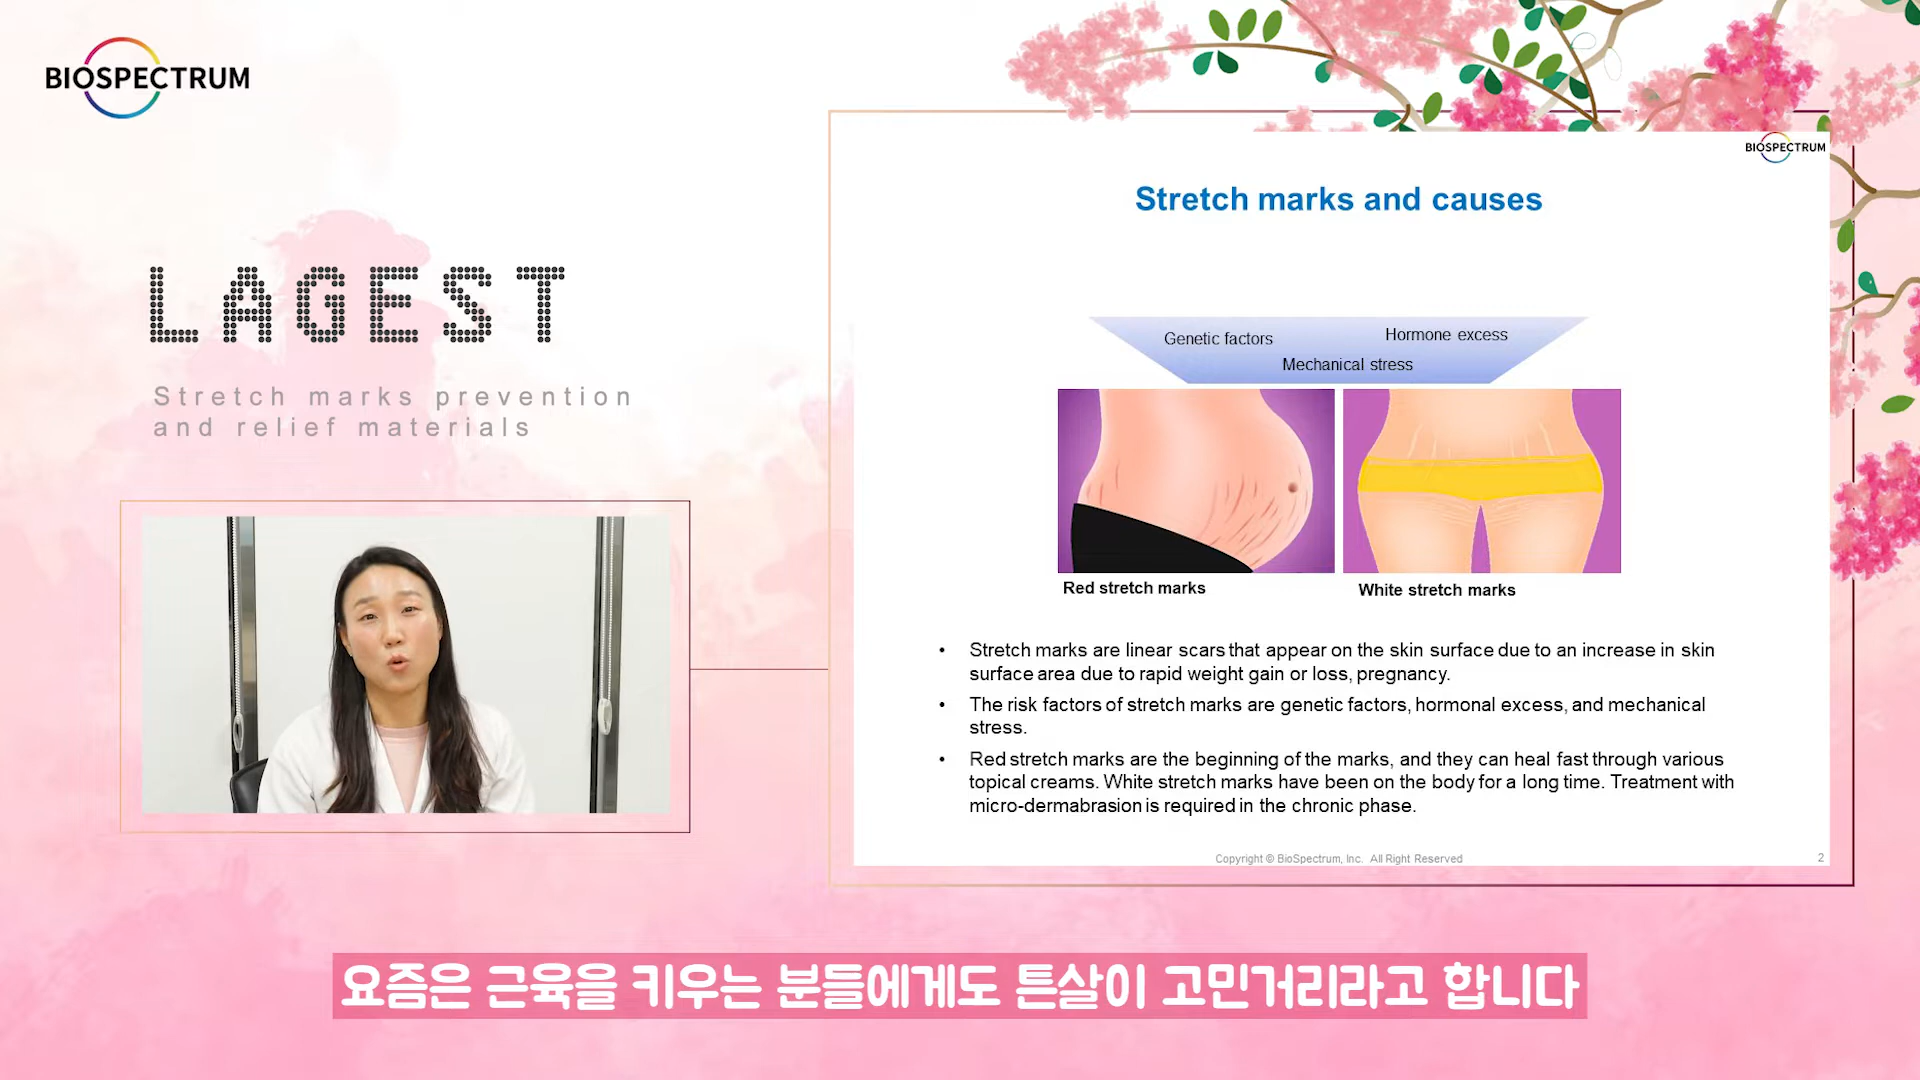 BIOSPECTRUM
LAGEST
Stretch marks prevention
and relief materials
BIOSPECTRUM
Stretch marks and causes
Genetic factors
Hormone excess
Mechanical stress
Red stretch marks
White stretch marks
• Stretch marks are linear scars that appear on the skin surface due to an increase in skin
surface area due to rapid weight gain or loss, pregnancy.
• The risk factors of stretch marks are genetic factors, hormonal excess, and mechanical
stress.
• Red stretch marks are the beginning of the marks, and they can heal fast through various
topical creams. White stretch marks have been on the body for a long time. Treatment with
micro-dermabrasion is required in the chronic phase.
Copyright © BioSpectrum, Inc. All Right Reserved
2
요즘은 근육을 키우는 분들에게도 튼살이 고민거리라고 합니다